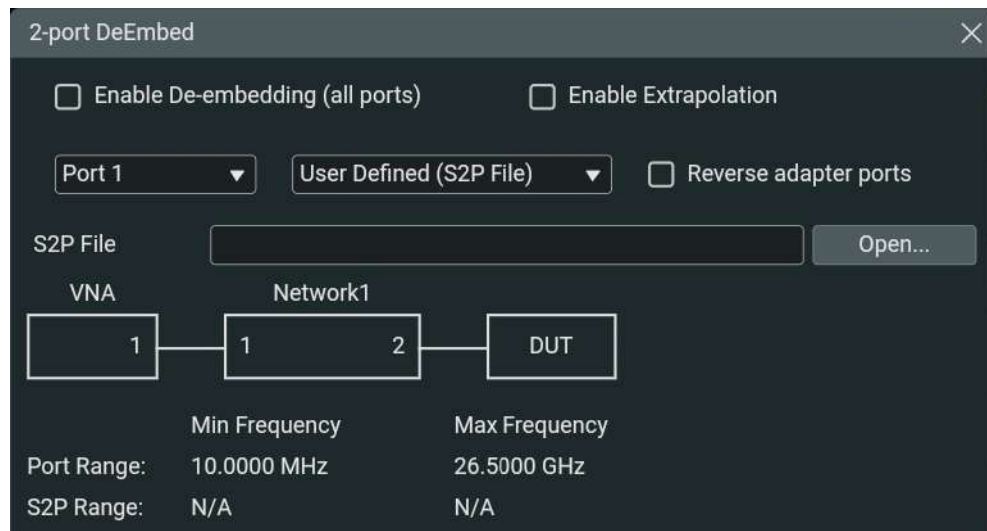 2-port DeEmbed
Enable De-embedding (all ports) Enable Extrapolation
Port 1 User Defined (S2P File) Reverse adapter ports
S2P File Open...
VNA Network1
1 1 2 DUT
Min Frequency Max Frequency
Port Range: 10.0000 MHz 26.5000 GHz
S2P Range: N/A N/A